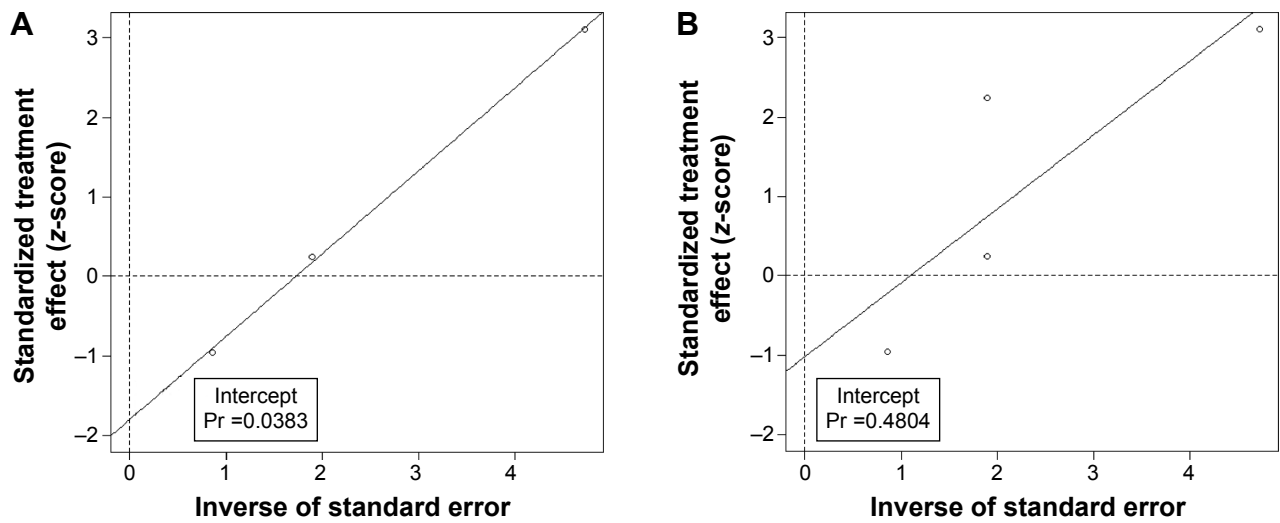 A
Standardized treatment
effect (z-score)
3
2
1
0
–1
–2
Intercept
Pr =0.0383
0
1
2
3
4
Inverse of standard error
B
Standardized treatment
effect (z-score)
3
2
1
0
–1
–2
Intercept
Pr =0.4804
0
1
2
3
4
Inverse of standard error